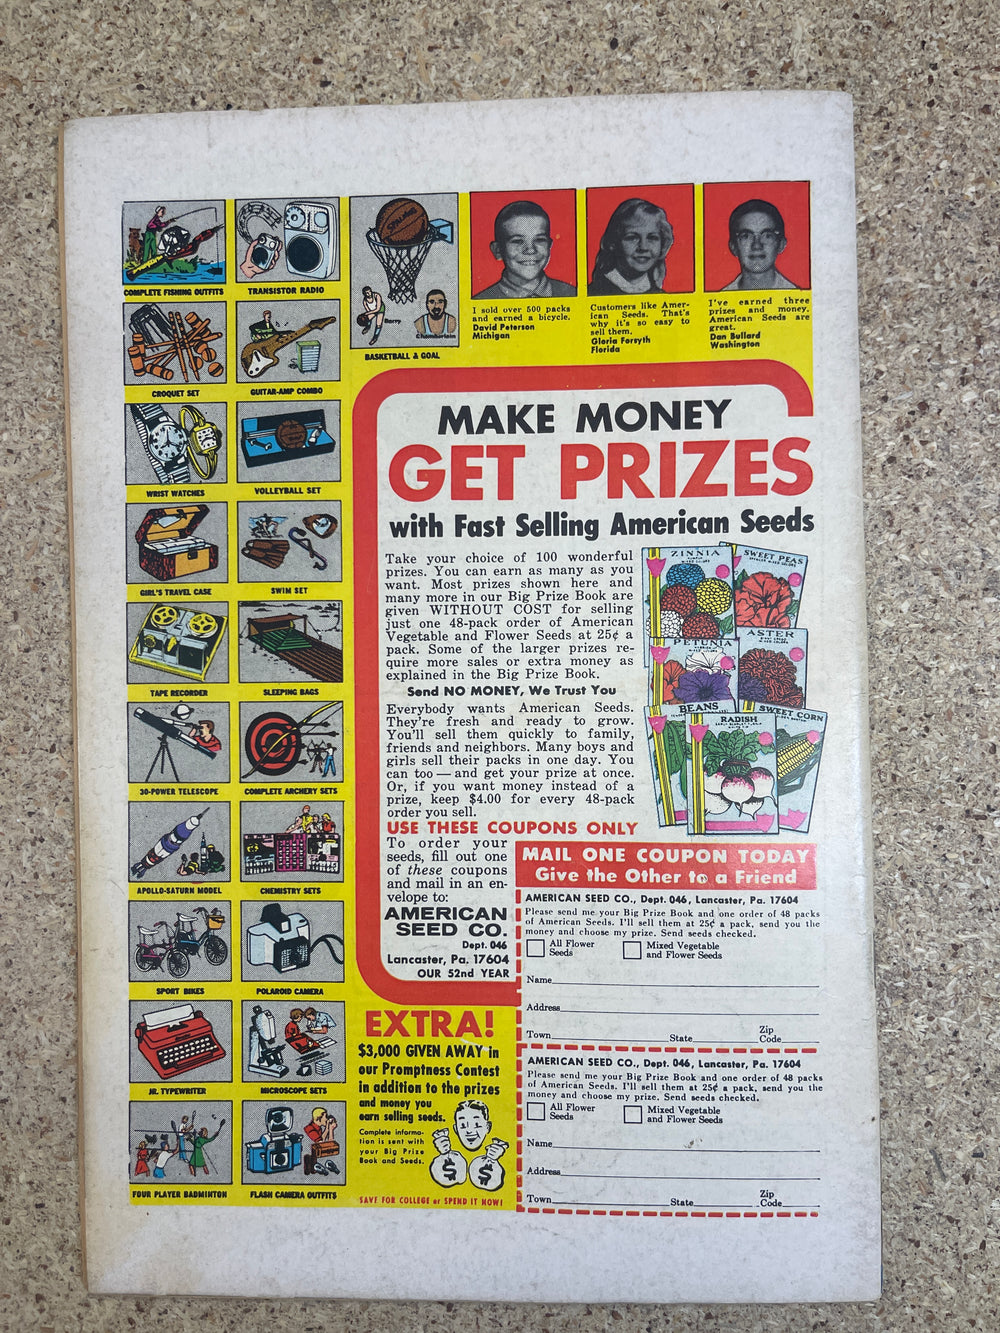 COMPLETE FISHING OUTFITS
TRANSISTOR RADIO
CROQUET SET
GUITAR-AMP COMBO
WRIST WATCHES
VOLLEYBALL SET
GIRL'S TRAVEL CASE
SWIM SET
TAPE RECORDER
SLEEPING BAGS
30-POWER TELESCOPE
COMPLETE ARCHERY SETS
APOLLO-SATURN MODEL
CHEMISTRY SETS
SPORT BIKES
POLAROID CAMERA
JR. TYPEWRITER
MICROSCOPE SETS
FOUR PLAYER BADMINTON
FLASH CAMERA OUTFITS
Barry
Chamberlain
BASKETBALL & GOAL
I sold over 500 packs
and earned a bicycle.
David Peterson
Michigan
Customers like Amer-
ican Seeds. That's
why it's so easy to
sell them.
Gloria Forsyth
Florida
I've earned three
prizes and money.
American Seeds are
great.
Dan Bullard
Washington
MAKE MONEY
GET PRIZES
with Fast Selling American Seeds
Take your choice of 100 wonderful
prizes. You can earn as many as you
want. Most prizes shown here and
many more in our Big Prize Book are
given WITHOUT COST for selling
just one 48-pack order of American
Vegetable and Flower Seeds at 25¢ a
pack. Some of the larger prizes re-
quire more sales or extra money as
explained in the Big Prize Book.
Send NO MONEY, We Trust You
Everybody wants American Seeds.
They're fresh and ready to grow.
You'll sell them quickly to family,
friends and neighbors. Many boys and
girls sell their packs in one day. You
can too — and get your prize at once.
Or, if you want money instead of a
prize, keep $4.00 for every 48-pack
order you sell.
USE THESE COUPONS ONLY
To order your
seeds, fill out one
of these coupons
and mail in an en-
velope to:
AMERICAN
SEED CO.
Dept. 046
Lancaster, Pa. 17604
OUR 52nd YEAR
ZINNIA
SWEET PEAS
PETUNIA
ASTER
BEANS
RADISH
SWEET CORN
MAIL ONE COUPON TODAY
Give the Other to a Friend
AMERICAN SEED CO., Dept. 046, Lancaster, Pa. 17604
Please send me your Big Prize Book and one order of 48 packs
of American Seeds. I'll sell them at 25¢ a pack, send you the
money and choose my prize. Send seeds checked.
All Flower
Seeds
Mixed Vegetable
and Flower Seeds
Name
Address
Town State Zip
Code
AMERICAN SEED CO., Dept. 046, Lancaster, Pa. 17604
Please send me your Big Prize Book and one order of 48 packs
of American Seeds. I'll sell them at 25¢ a pack, send you the
money and choose my prize. Send seeds checked.
All Flower
Seeds
Mixed Vegetable
and Flower Seeds
Name
Address
Town State Zip
Code
EXTRA!
$3,000 GIVEN AWAY in
our Promptness Contest
in addition to the prizes
and money you
earn selling seeds.
Complete informa-
tion is sent with
your Big Prize
Book and Seeds.
$ $
SAVE FOR COLLEGE or SPEND IT NOW!